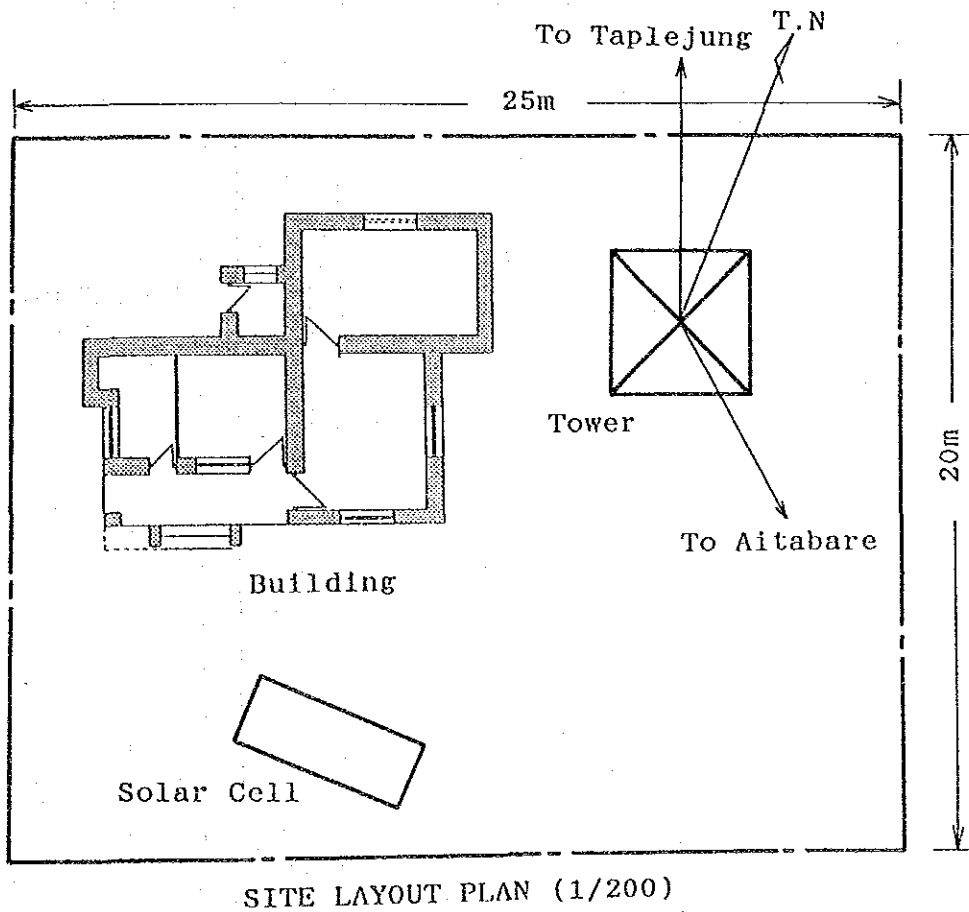 To Taplejung
T.N
25m
Tower
20m
To Aitabare
Building
Solar Cell
SITE LAYOUT PLAN (1/200)